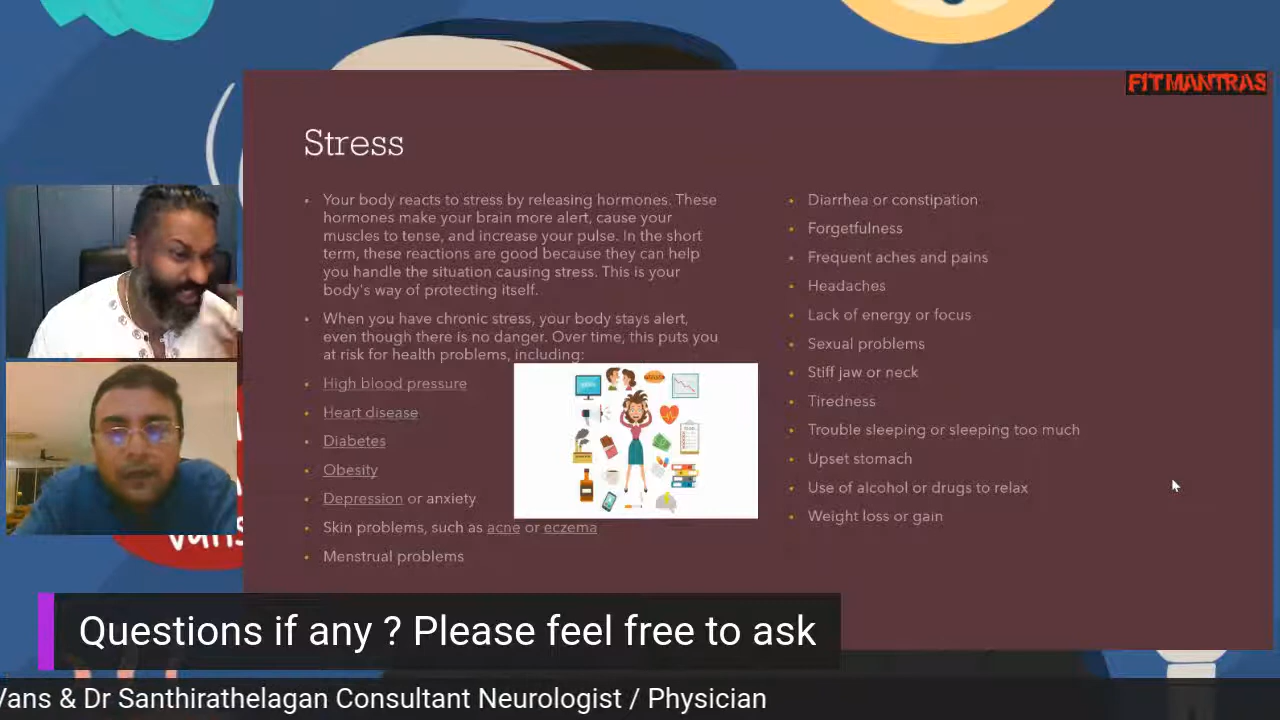 FITMANTRAS
Stress
Your body reacts to stress by releasing hormones. These
hormones make your brain more alert, cause your
muscles to tense, and increase your pulse. In the short
term, these reactions are good because they can help
you handle the situation causing stress. This is your
body's way of protecting itself.
When you have chronic stress, your body stays alert,
even though there is no danger. Over time, this puts you
at risk for health problems, including:
High blood pressure
Heart disease
Diabetes
Obesity
Depression or anxiety
Skin problems, such as acne or eczema
Menstrual problems
Diarrhea or constipation
Forgetfulness
Frequent aches and pains
Headaches
Lack of energy or focus
Sexual problems
Stiff jaw or neck
Tiredness
Trouble sleeping or sleeping too much
Upset stomach
Use of alcohol or drugs to relax
Weight loss or gain
Vans
Questions if any ? Please feel free to ask
Vans & Dr Santhirathelagan Consultant Neurologist / Physician